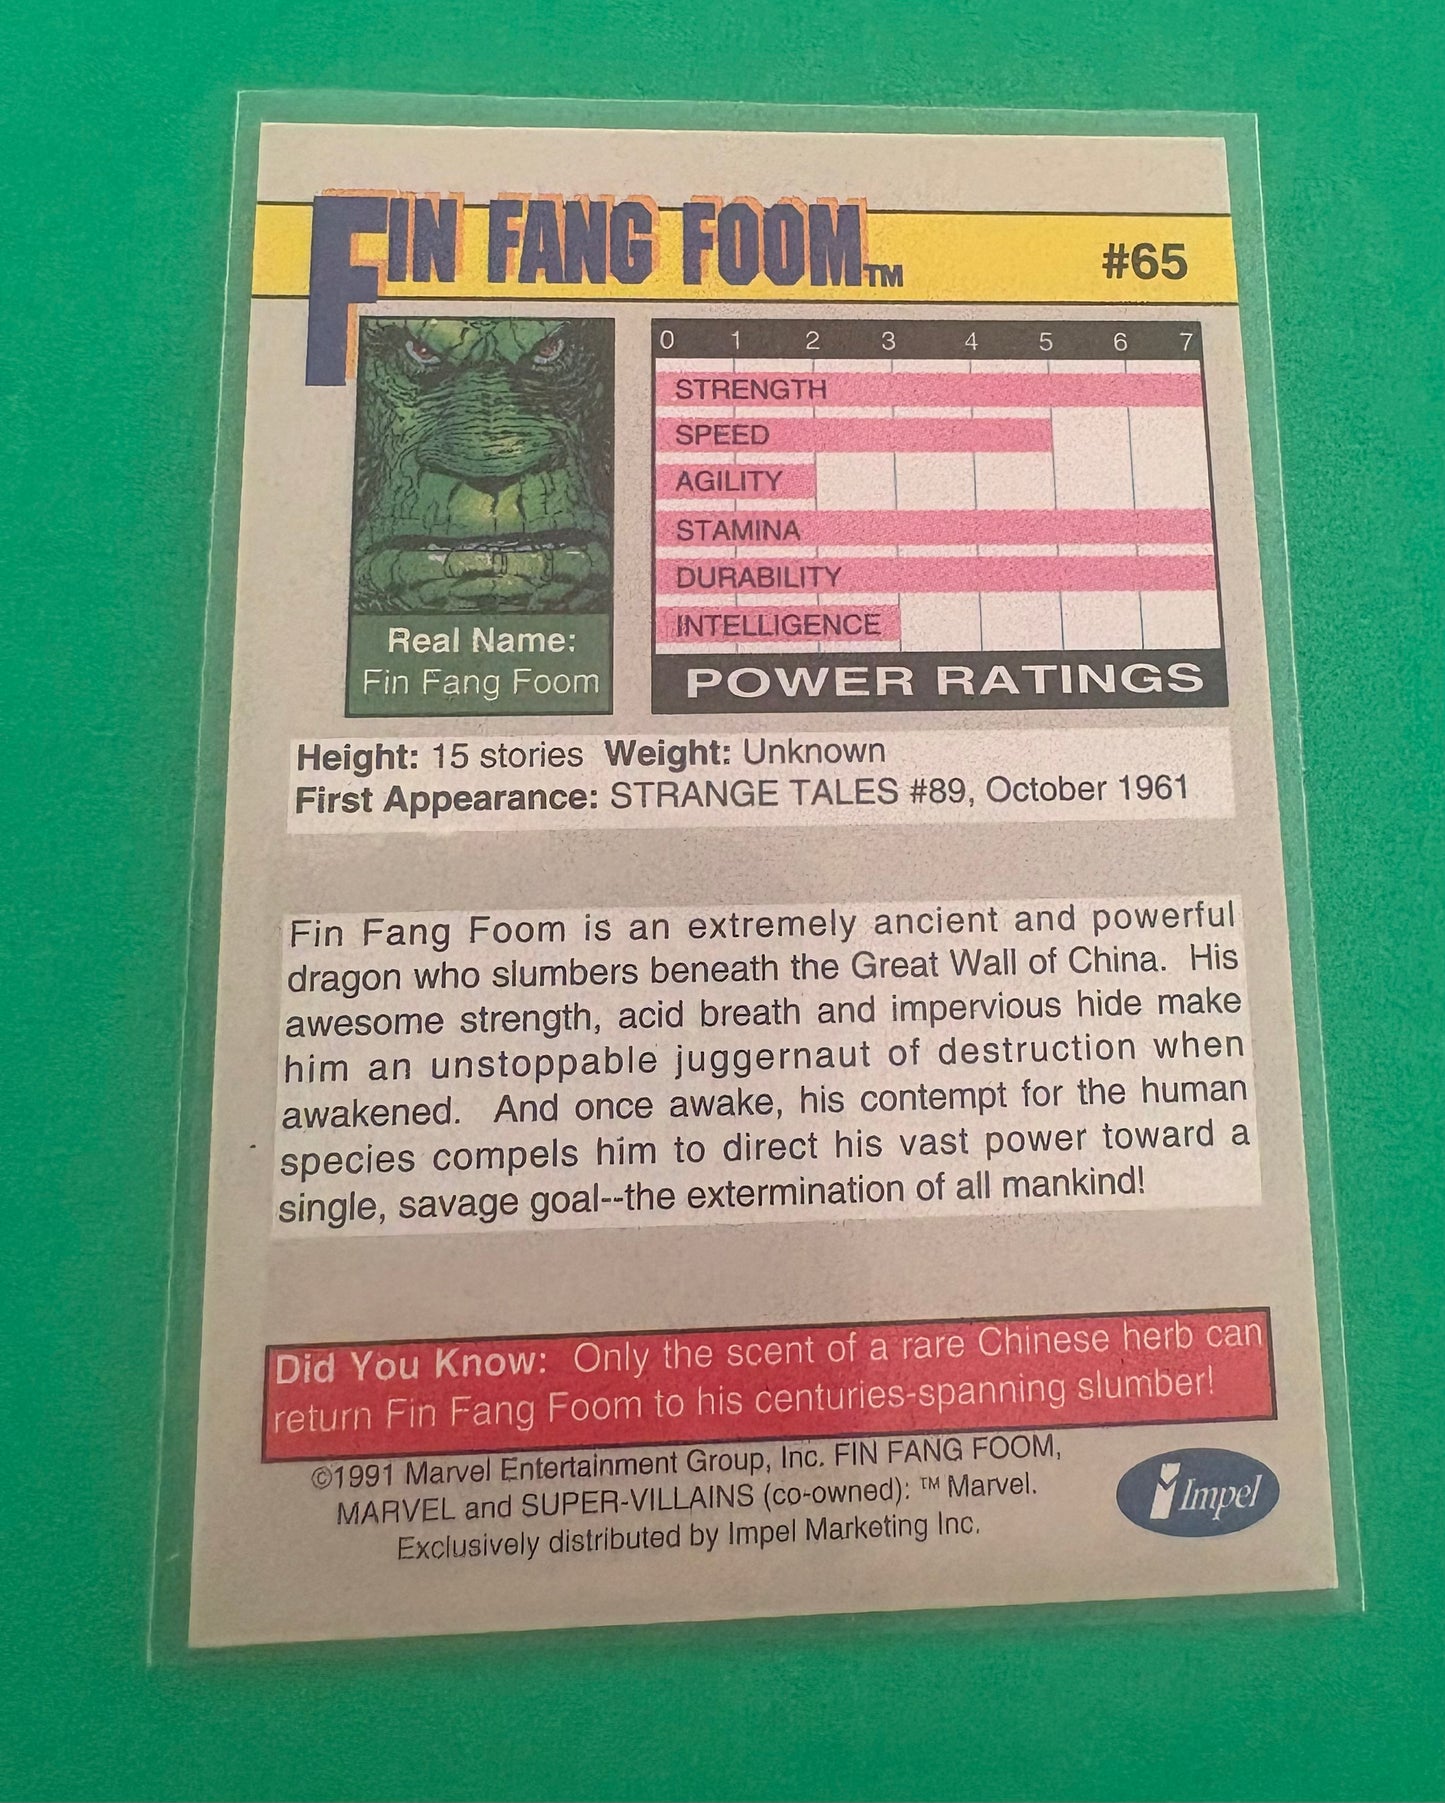 FIN FANG FOOM™
#65
0 1 2 3 4 5 6 7
STRENGTH
SPEED
AGILITY
STAMINA
DURABILITY
INTELLIGENCE
POWER RATINGS
Real Name:
Fin Fang Foom
Height: 15 stories Weight: Unknown
First Appearance: STRANGE TALES #89, October 1961
Fin Fang Foom is an extremely ancient and powerful
dragon who slumbers beneath the Great Wall of China. His
awesome strength, acid breath and impervious hide make
him an unstoppable juggernaut of destruction when
awakened. And once awake, his contempt for the human
species compels him to direct his vast power toward a
single, savage goal--the extermination of all mankind!
Did You Know: Only the scent of a rare Chinese herb can
return Fin Fang Foom to his centuries-spanning slumber!
©1991 Marvel Entertainment Group, Inc. FIN FANG FOOM,
MARVEL and SUPER-VILLAINS (co-owned): ™ Marvel.
Exclusively distributed by Impel Marketing Inc.
Impel